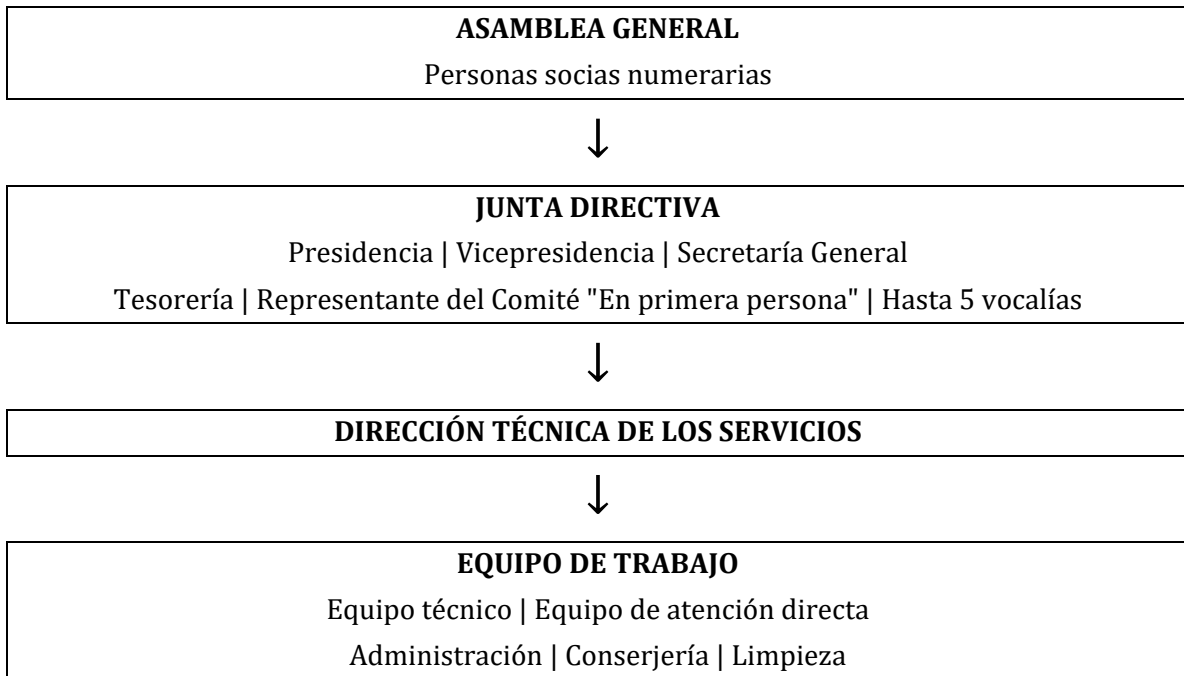 ASAMBLEA GENERAL
Personas socias numerarias
↓
JUNTA DIRECTIVA
Presidencia | Vicepresidencia | Secretaría General
Tesorería | Representante del Comité "En primera persona" | Hasta 5 vocalías
↓
DIRECCIÓN TÉCNICA DE LOS SERVICIOS
↓
EQUIPO DE TRABAJO
Equipo técnico | Equipo de atención directa
Administración | Conserjería | Limpieza